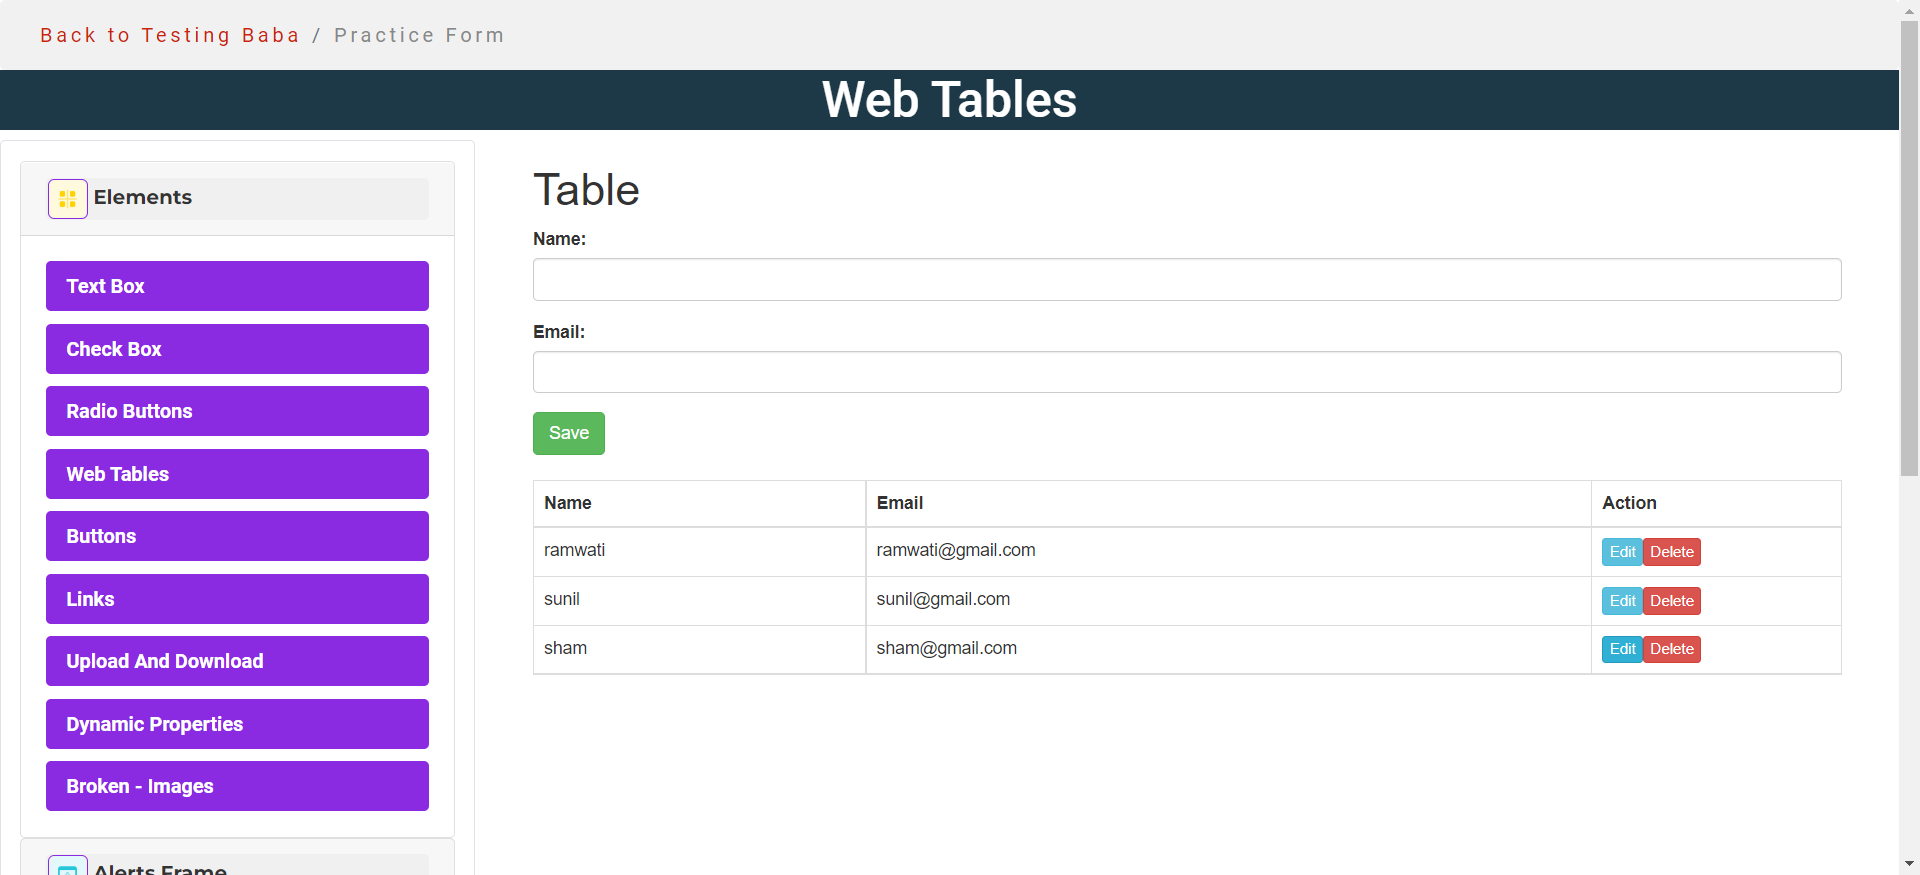 Back to Testing Baba / Practice Form
Web Tables
Elements
Text Box
Check Box
Radio Buttons
Web Tables
Buttons
Links
Upload And Download
Dynamic Properties
Broken - Images
Alerts Frame
Table
Name:
Email:
Save
Name Email Action
ramwati ramwati@gmail.com Edit Delete
sunil sunil@gmail.com Edit Delete
sham sham@gmail.com Edit Delete